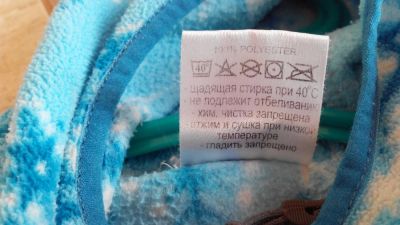 100% POLYESTER
40°
- щадящая стирка при 40°C
- не подлежит отбеливани
- хим. чистка запрещена
- отжим и сушка при низкой
температуре
- гладить запрещено